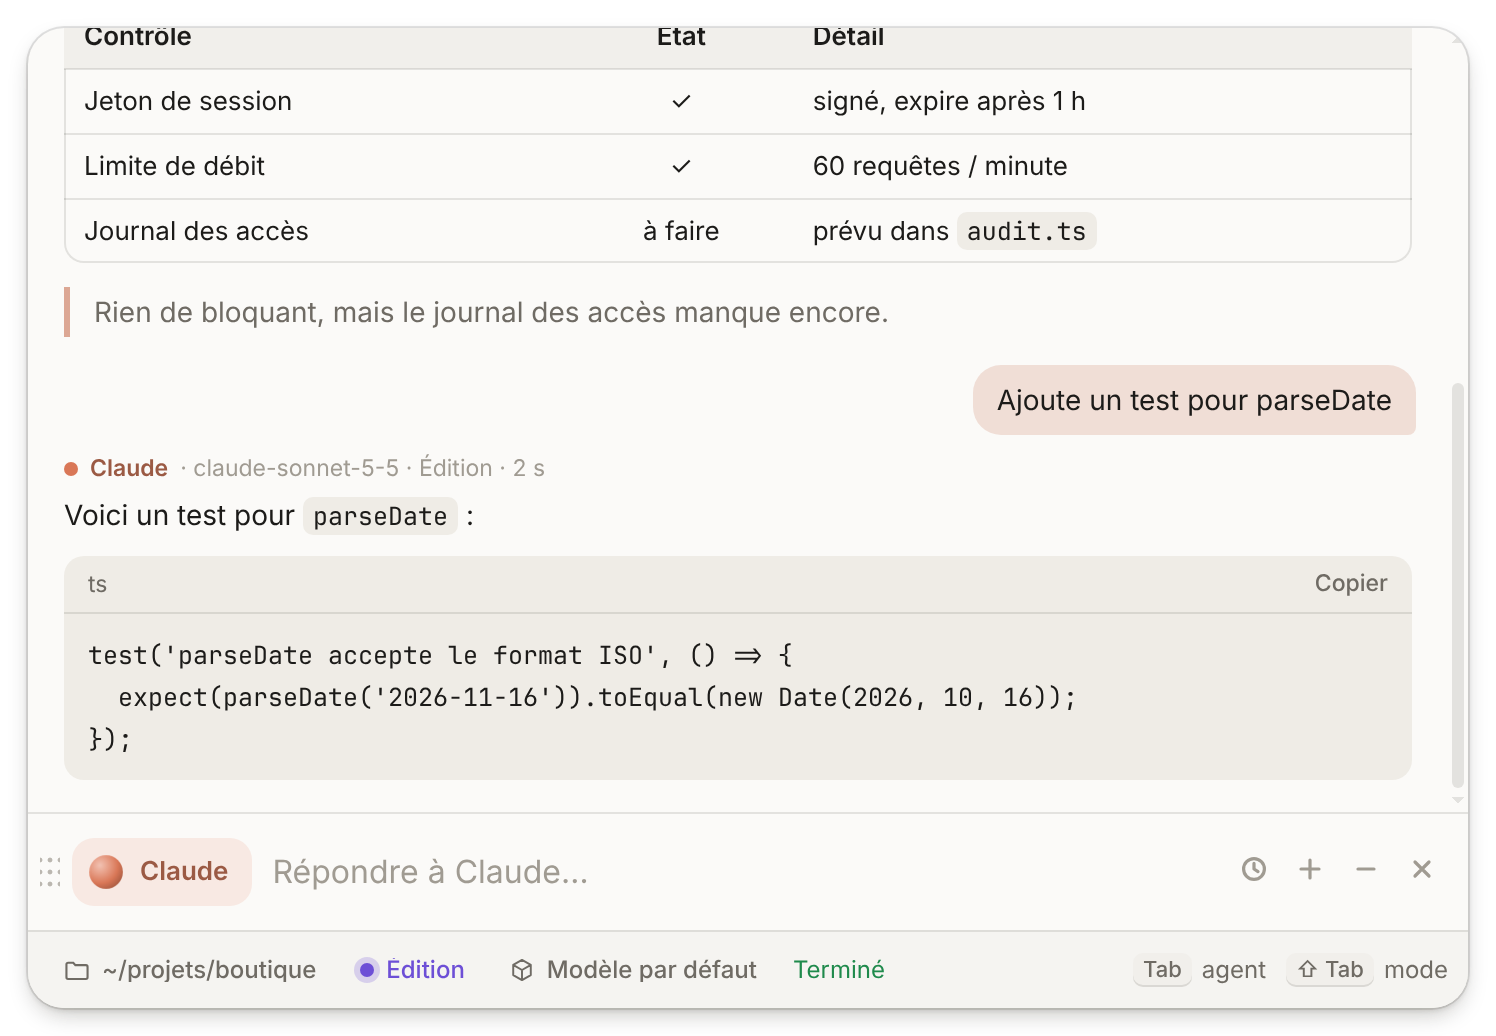 Contrôle État Détail
Jeton de session ✓ signé, expire après 1 h
Limite de débit ✓ 60 requêtes / minute
Journal des accès à faire prévu dans audit.ts
Rien de bloquant, mais le journal des accès manque encore.
Ajoute un test pour parseDate
Claude · claude-sonnet-5-5 · Édition · 2 s
Voici un test pour parseDate :
ts Copier
test('parseDate accepte le format ISO', () => {
  expect(parseDate('2026-11-16')).toEqual(new Date(2026, 10, 16));
});
Claude Répondre à Claude...
~/projets/boutique Édition Modèle par défaut Terminé Tab agent ⇧ Tab mode